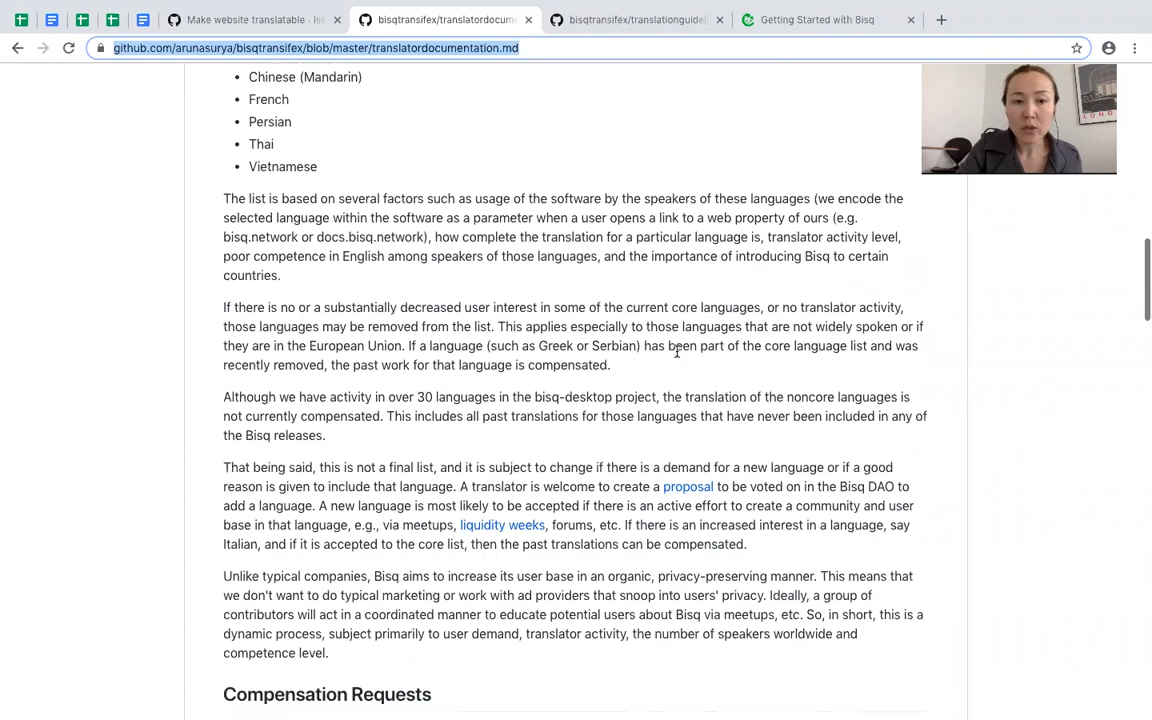 Make website translatable · Iss
bisqtransifex/translatordocume
bisqtransifex/translationguidel
Getting Started with Bisq
github.com/arunasurya/bisqtransifex/blob/master/translatordocumentation.md
• Chinese (Mandarin)
• French
• Persian
• Thai
• Vietnamese
The list is based on several factors such as usage of the software by the speakers of these languages (we encode the
selected language within the software as a parameter when a user opens a link to a web property of ours (e.g.
bisq.network or docs.bisq.network), how complete the translation for a particular language is, translator activity level,
poor competence in English among speakers of those languages, and the importance of introducing Bisq to certain
countries.
If there is no or a substantially decreased user interest in some of the current core languages, or no translator activity,
those languages may be removed from the list. This applies especially to those languages that are not widely spoken or if
they are in the European Union. If a language (such as Greek or Serbian) has been part of the core language list and was
recently removed, the past work for that language is compensated.
Although we have activity in over 30 languages in the bisq-desktop project, the translation of the noncore languages is
not currently compensated. This includes all past translations for those languages that have never been included in any of
the Bisq releases.
That being said, this is not a final list, and it is subject to change if there is a demand for a new language or if a good
reason is given to include that language. A translator is welcome to create a proposal to be voted on in the Bisq DAO to
add a language. A new language is most likely to be accepted if there is an active effort to create a community and user
base in that language, e.g., via meetups, liquidity weeks, forums, etc. If there is an increased interest in a language, say
Italian, and if it is accepted to the core list, then the past translations can be compensated.
Unlike typical companies, Bisq aims to increase its user base in an organic, privacy-preserving manner. This means that
we don't want to do typical marketing or work with ad providers that snoop into users' privacy. Ideally, a group of
contributors will act in a coordinated manner to educate potential users about Bisq via meetups, etc. So, in short, this is a
dynamic process, subject primarily to user demand, translator activity, the number of speakers worldwide and
competence level.
Compensation Requests